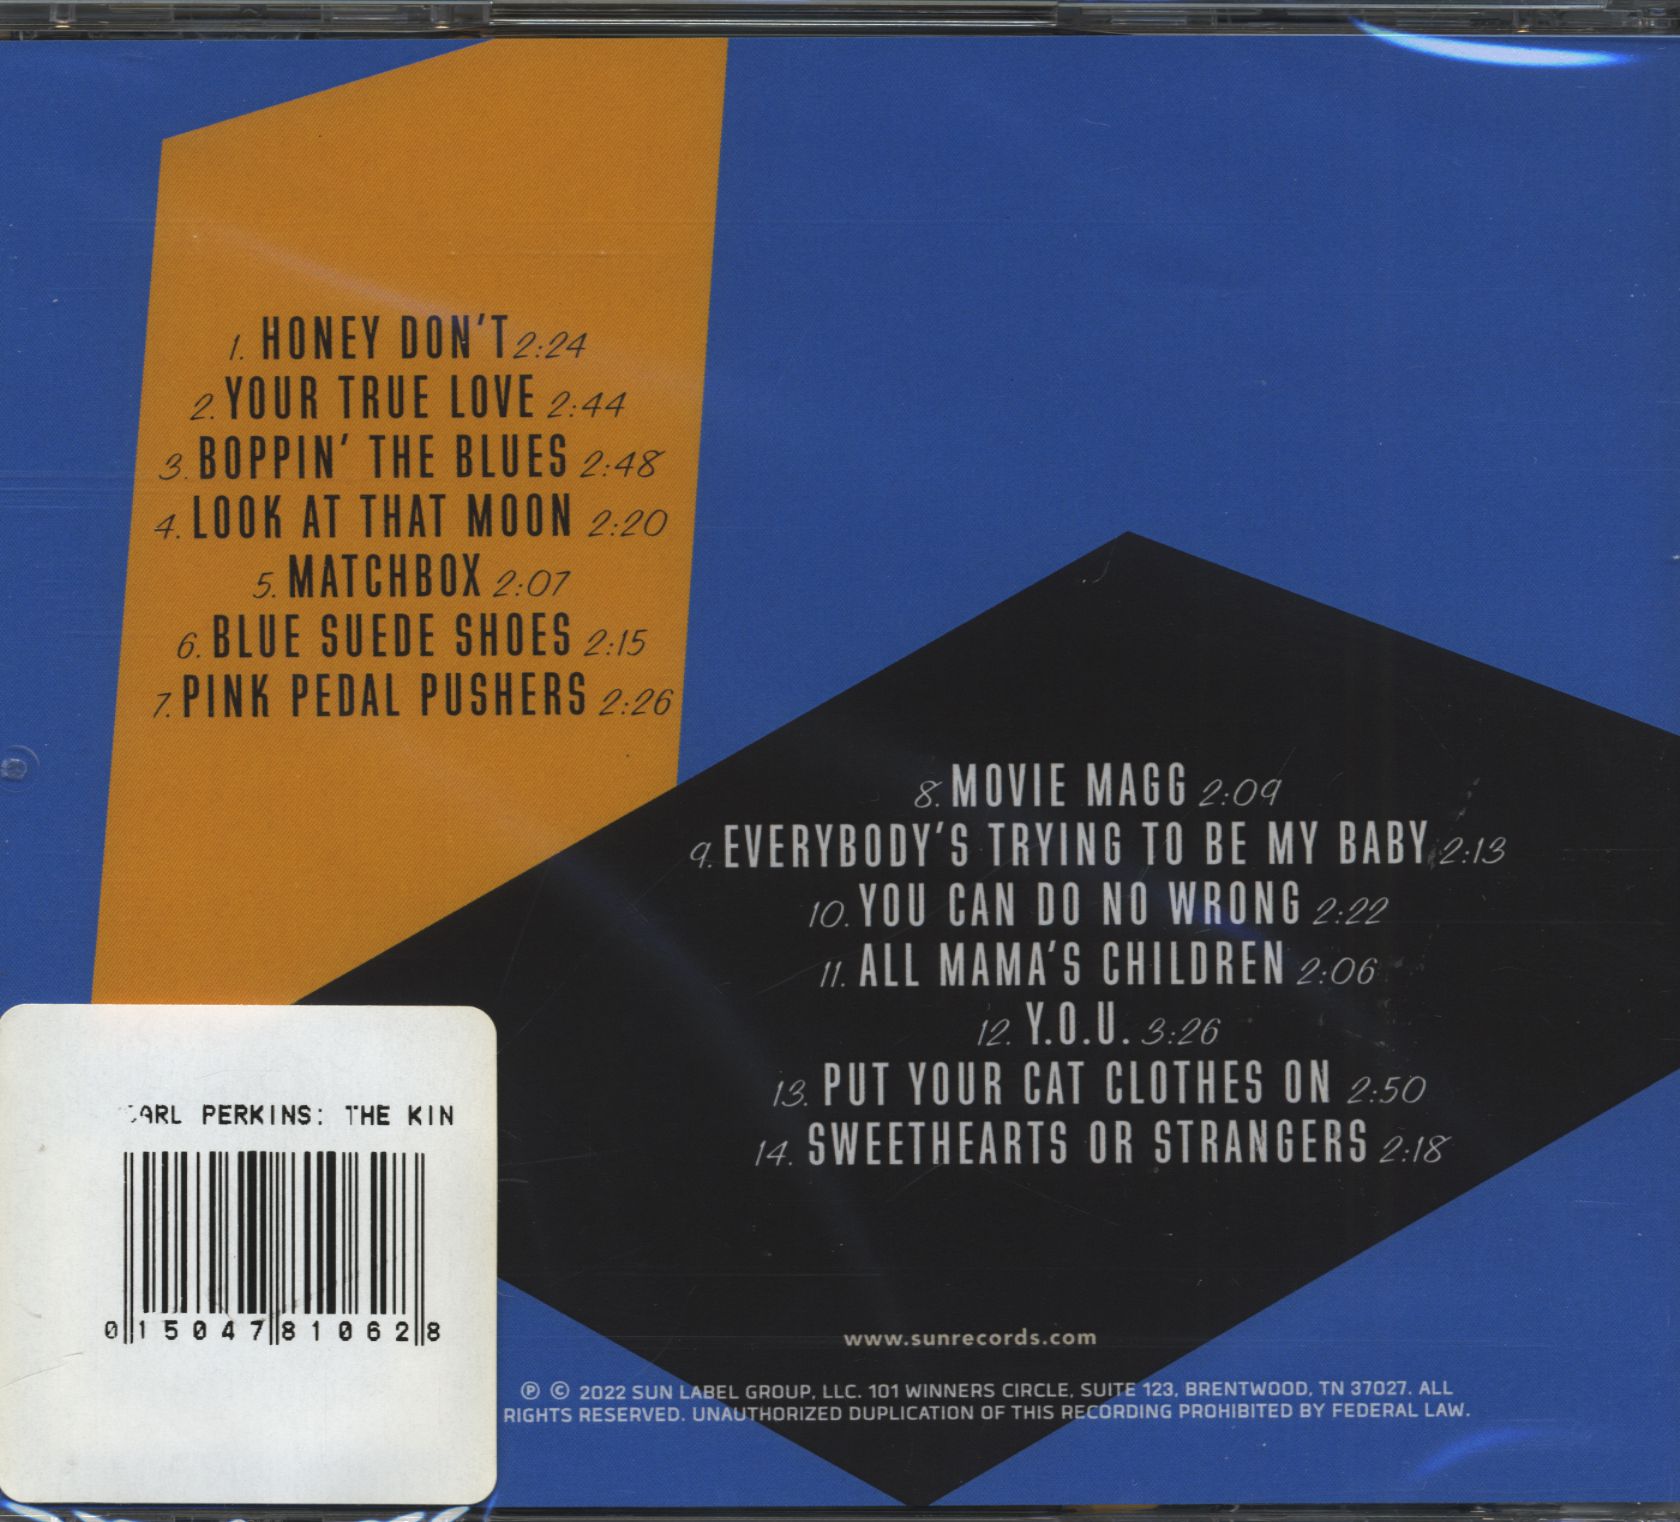 1. HONEY DON'T 2:24
2. YOUR TRUE LOVE 2:44
3. BOPPIN' THE BLUES 2:48
4. LOOK AT THAT MOON 2:20
5. MATCHBOX 2:07
6. BLUE SUEDE SHOES 2:15
7. PINK PEDAL PUSHERS 2:26
8. MOVIE MAGG 2:09
9. EVERYBODY'S TRYING TO BE MY BABY 2:13
10. YOU CAN DO NO WRONG 2:22
11. ALL MAMA'S CHILDREN 2:06
12. Y.O.U. 3:26
13. PUT YOUR CAT CLOTHES ON 2:50
14. SWEETHEARTS OR STRANGERS 2:18
CARL PERKINS: THE KIN
0 15047 81062 8
www.sunrecords.com
℗ © 2022 SUN LABEL GROUP, LLC. 101 WINNERS CIRCLE, SUITE 123, BRENTWOOD, TN 37027. ALL
RIGHTS RESERVED. UNAUTHORIZED DUPLICATION OF THIS RECORDING PROHIBITED BY FEDERAL LAW.